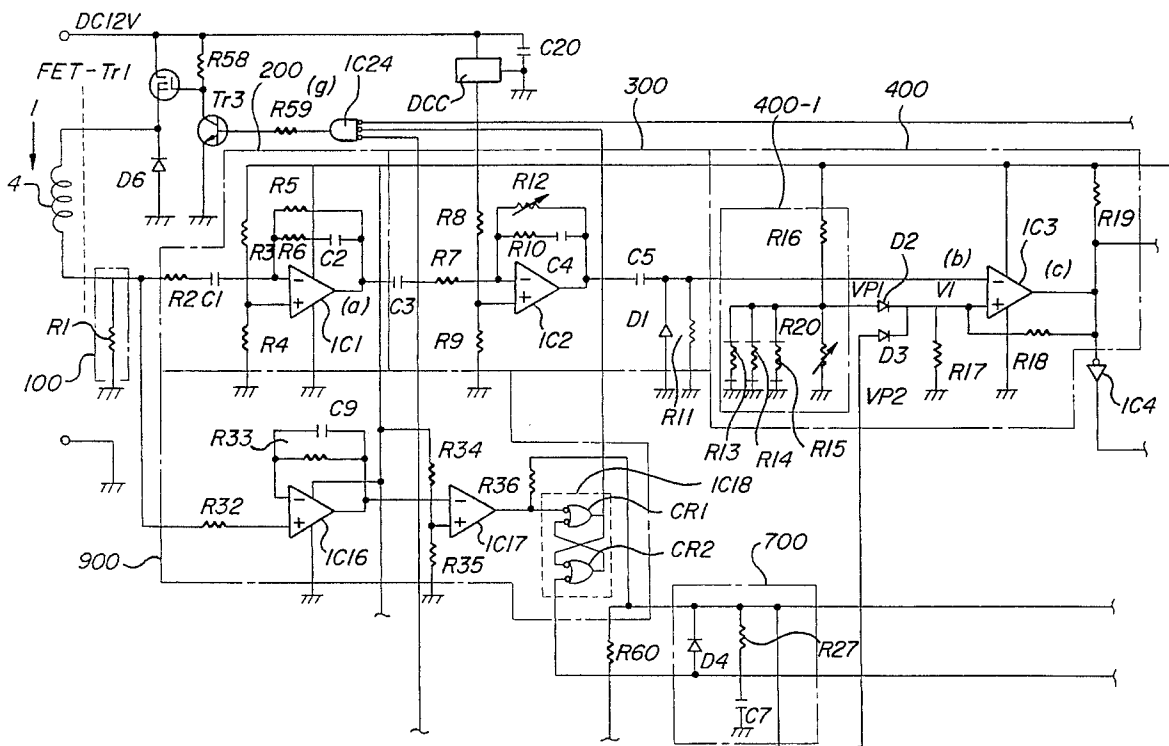 DC12V
C20
R58
IC24
FET-Tr1
200
(g)
Tr3
R59
DCC
300
400-1
400
1
4
D6
R5
R12
R8
R19
R3
R6
C2
R7
R10
C4
C5
R16
D2
(b)
IC3
(c)
R2
C1
(a)
C3
VP1
V1
R1
R4
IC1
R9
IC2
D1
R20
D3
100
R11
VP2
R17
R18
IC4
R13
R14
R15
C9
R33
R34
R36
IC18
CR1
R32
IC16
IC17
CR2
R35
900
700
R60
D4
R27
C7